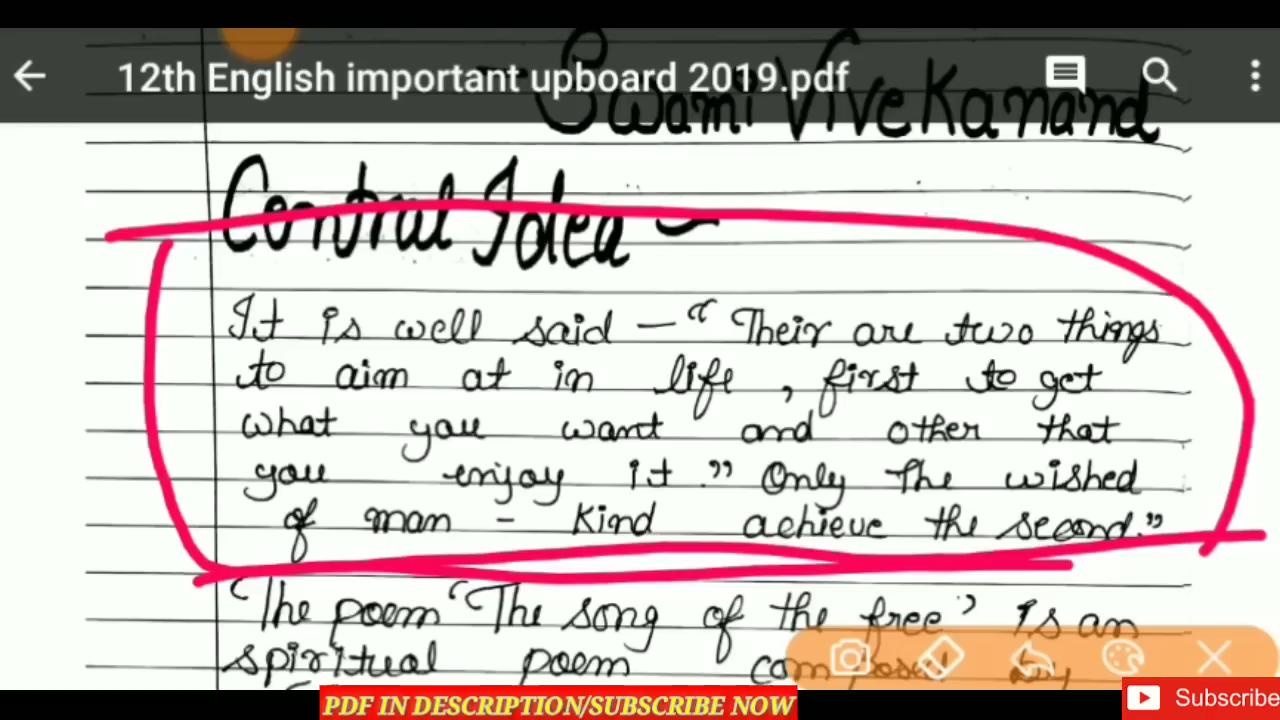 12th English important upboard 2019.pdf
- Swami Vivekanand
Central Idea -
It is well said - “Their are two things
to aim at in life, first to get
what you want and other that
you enjoy it.” Only the wished
of man - kind achieve the second.”
The poem “The song of the free” is an
spiritual poem composed by
PDF IN DESCRIPTION/SUBSCRIBE NOW
Subscribe